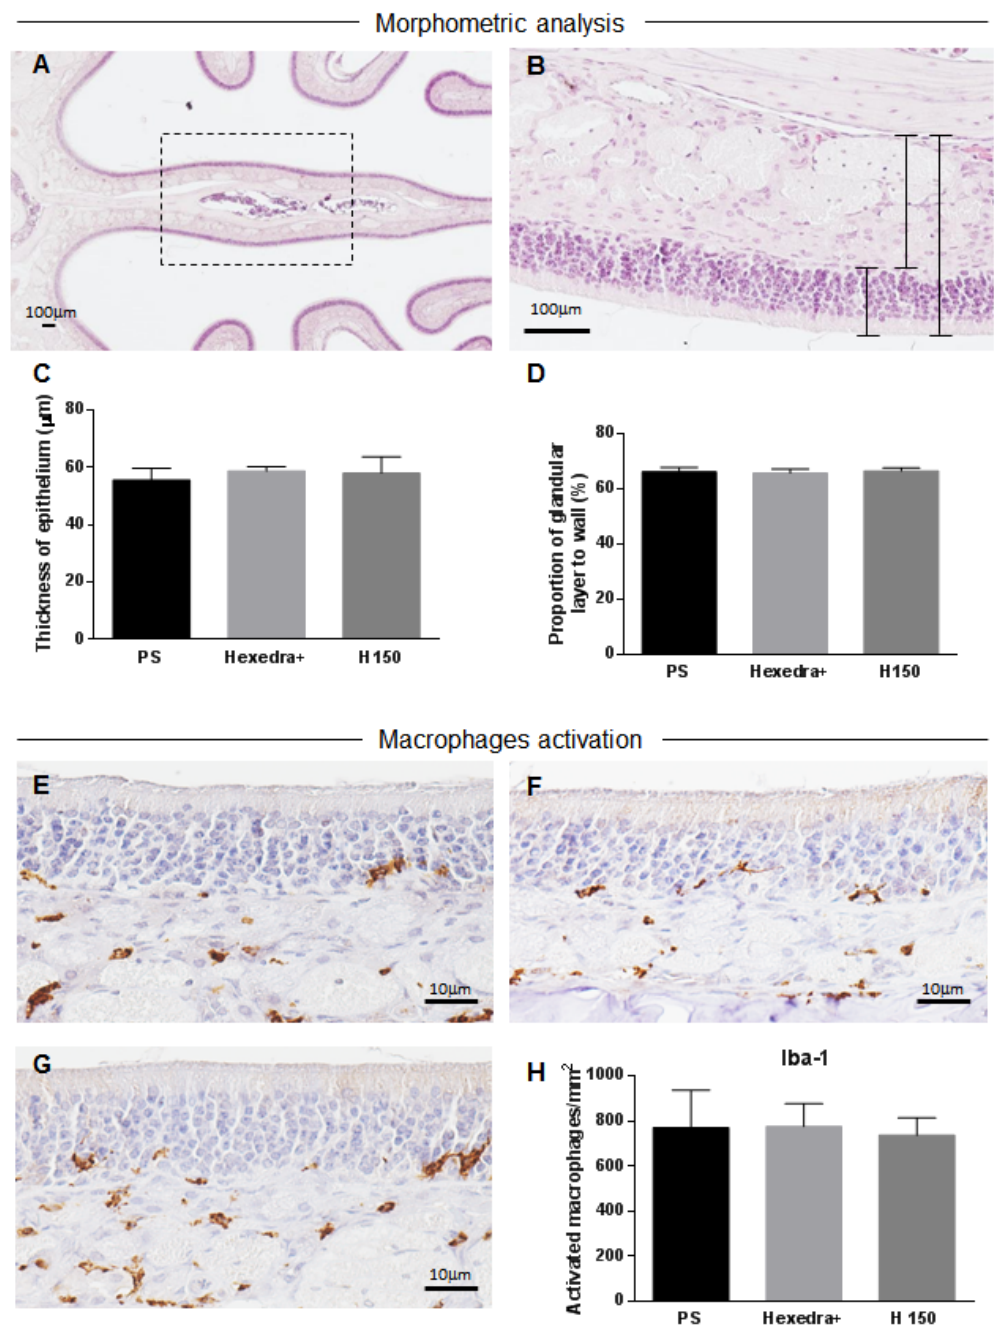 Morphometric analysis
A
B
100μm
100μm
C
D
Thickness of epithelium (μm)
80
60
40
20
0
PS Hexedra+ H150
Proportion of glandular
layer to wall (%)
80
60
40
20
0
PS Hexedra+ H150
Macrophages activation
E
F
10μm
10μm
G
H
10μm
Iba-1
Activated macrophages/mm²
1000
800
600
400
200
0
PS Hexedra+ H 150